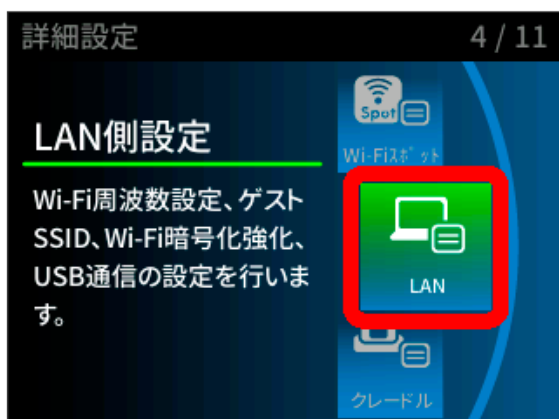 詳細設定
4 / 11
Spot
Wi-Fiｽﾎﾟｯﾄ
LAN側設定
Wi-Fi周波数設定、ゲスト
SSID、Wi-Fi暗号化強化、
USB通信の設定を行いま
す。
LAN
クレードル